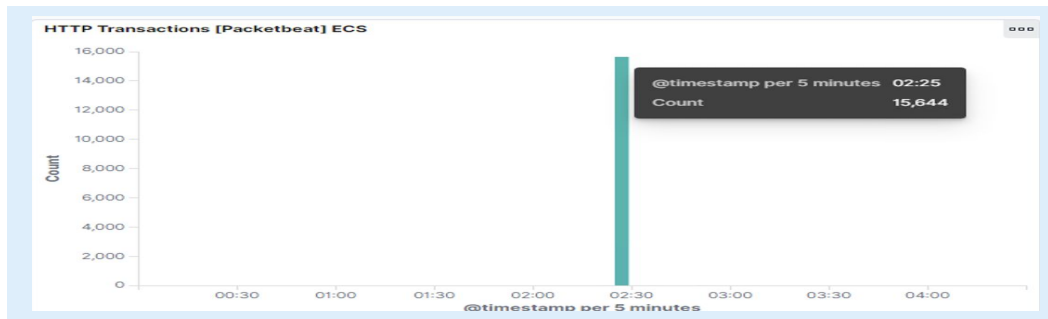 HTTP Transactions [Packetbeat] ECS
16,000
14,000
12,000
10,000
8,000
6,000
4,000
2,000
0
Count
@timestamp per 5 minutes 02:25
Count 15,644
00:30 01:00 01:30 02:00 02:30 03:00 03:30 04:00
@timestamp per 5 minutes